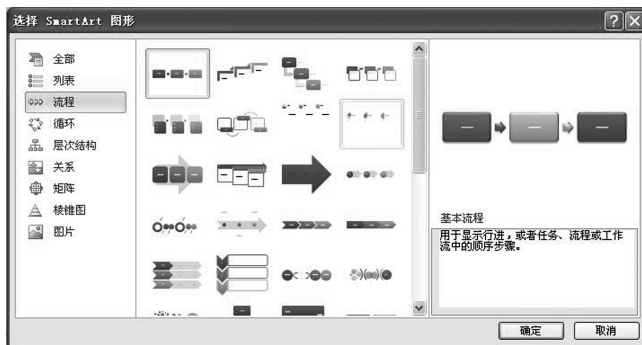 选择 SmartArt 图形
全部
列表
流程
循环
层次结构
关系
矩阵
棱锥图
图片
基本流程
用于显示行进，或者任务、流程或工作
流中的顺序步骤。
确定
取消